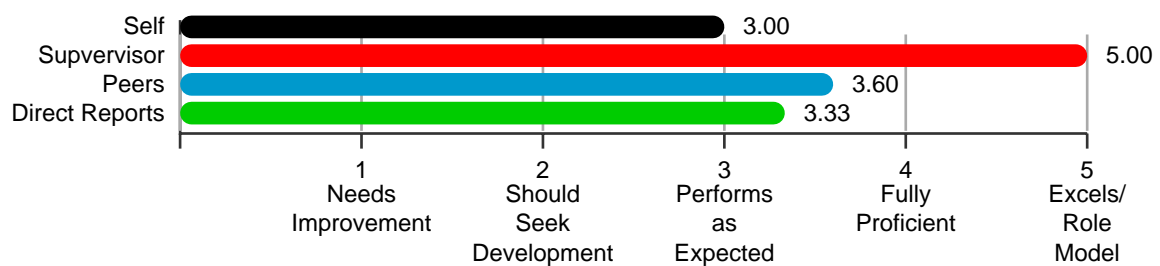 Self 3.00
Supvervisor 5.00
Peers 3.60
Direct Reports 3.33
1 2 3 4 5
Needs Should Performs Fully Excels/
Improvement Seek as Proficient Role
Development Expected Model